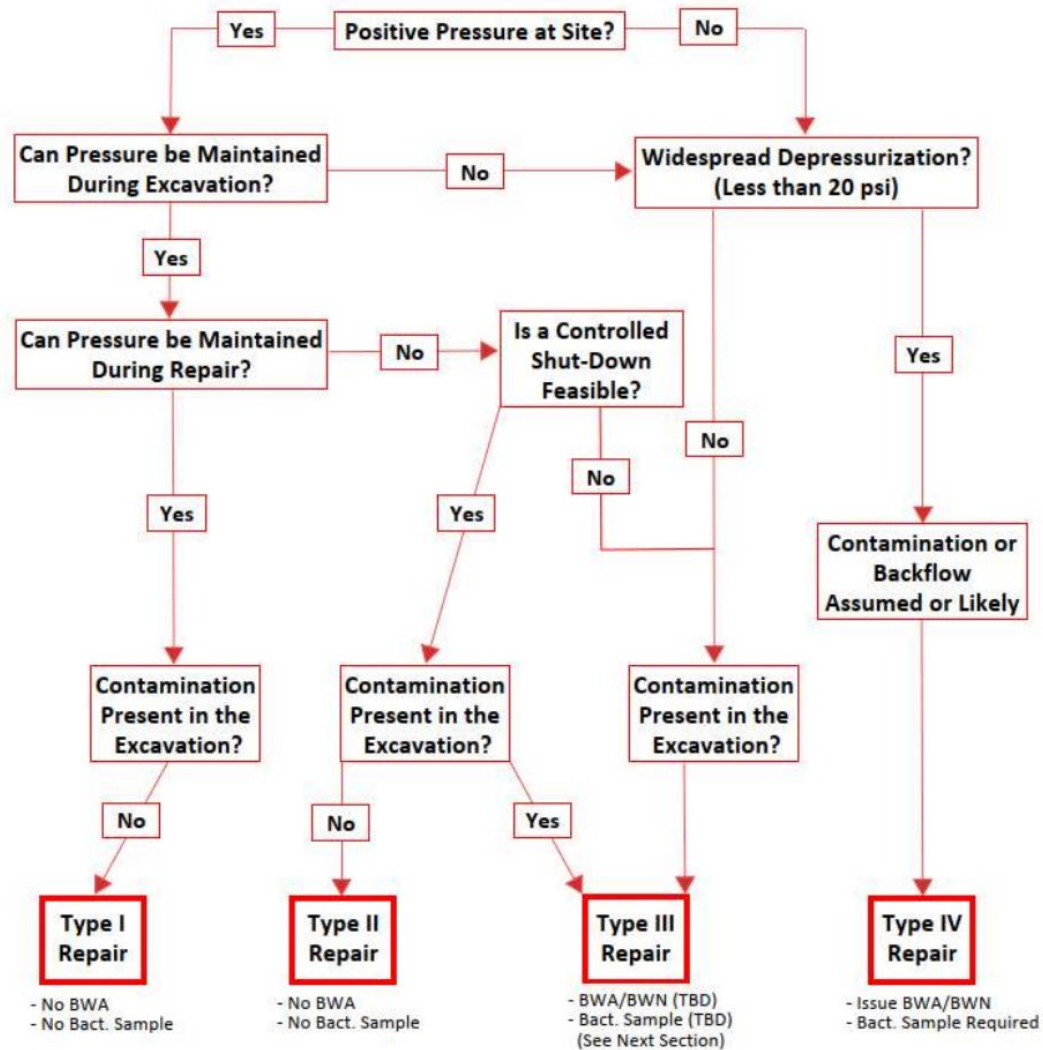 Yes
Positive Pressure at Site?
No
Can Pressure be Maintained
During Excavation?
No
Widespread Depressurization?
(Less than 20 psi)
Yes
Can Pressure be Maintained
During Repair?
No
Is a Controlled
Shut-Down
Feasible?
Yes
No
No
Yes
Yes
Contamination or
Backflow
Assumed or Likely
Contamination
Present in the
Excavation?
Contamination
Present in the
Excavation?
Contamination
Present in the
Excavation?
No
No
Yes
Type I
Repair
- No BWA
- No Bact. Sample
Type II
Repair
- No BWA
- No Bact. Sample
Type III
Repair
- BWA/BWN (TBD)
- Bact. Sample (TBD)
(See Next Section)
Type IV
Repair
- Issue BWA/BWN
- Bact. Sample Required